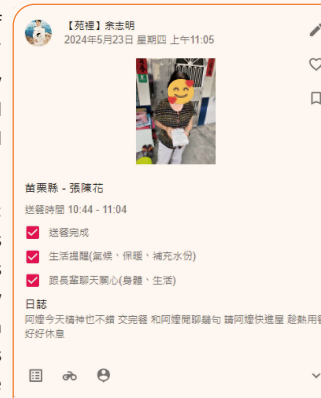 【苑裡】余志明
2024年5月23日 星期四 上午11:05
苗栗縣 - 張陳花
送餐時間 10:44 - 11:04
送餐完成
生活提醒(氣候、保暖、補充水份)
跟長輩聊天關心(身體、生活)
日誌
阿嬤今天精神也不錯 交完餐 和阿嬤閒聊幾句 請阿嬤快進屋 趁熱用餐
好好休息